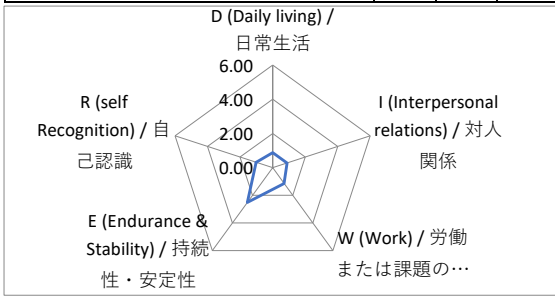 D (Daily living) /
日常生活
6.00
4.00
2.00
0.00
I (Interpersonal
relations) / 対人
関係
W (Work) / 労働
または課題の…
E (Endurance &
Stability) / 持続
性・安定性
R (self
Recognition) / 自
己認識